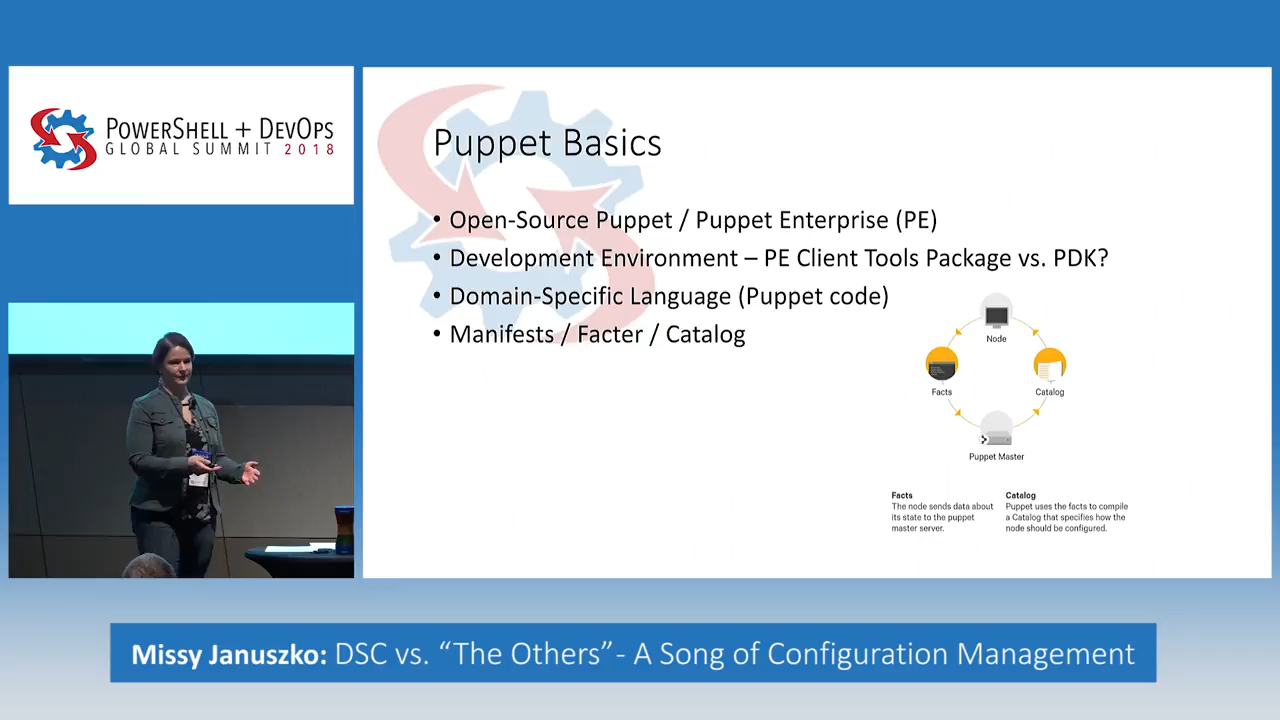 POWERSHELL + DEVOPS
GLOBAL SUMMIT 2018
Puppet Basics
• Open-Source Puppet / Puppet Enterprise (PE)
• Development Environment – PE Client Tools Package vs. PDK?
• Domain-Specific Language (Puppet code)
• Manifests / Facter / Catalog
Node
Facts
Catalog
Puppet Master
Facts
The node sends data about
its state to the puppet
master server.
Catalog
Puppet uses the facts to compile
a Catalog that specifies how the
node should be configured.
Missy Januszko: DSC vs. “The Others” - A Song of Configuration Management